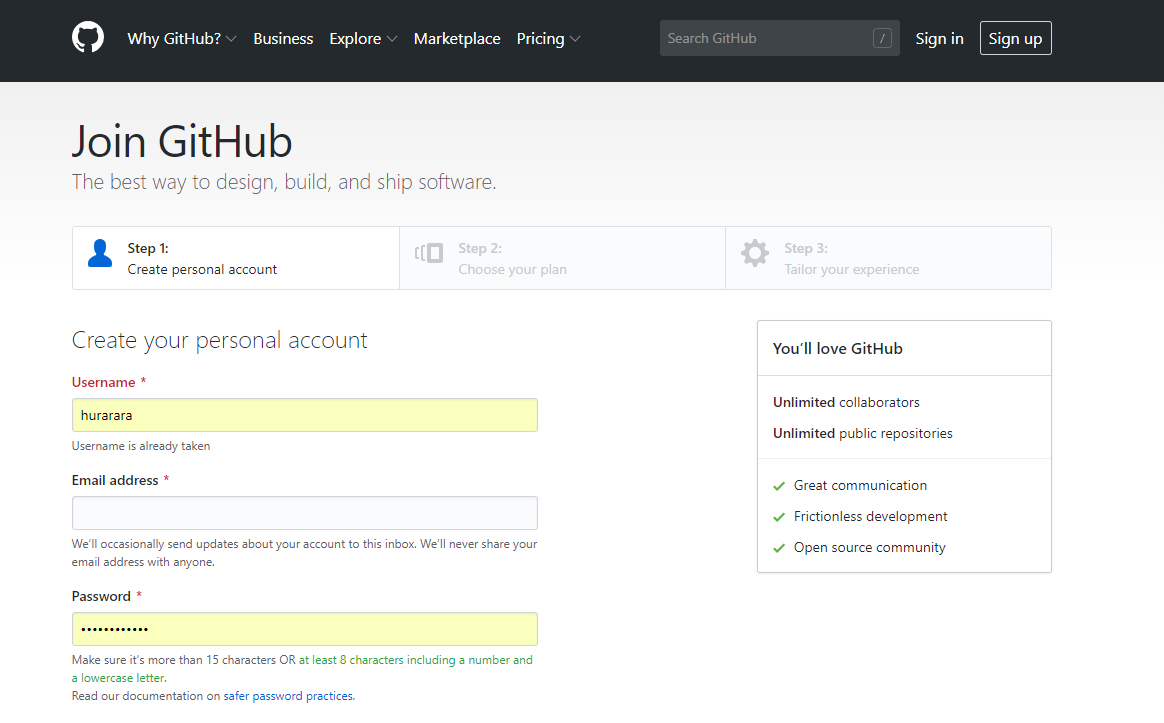 Why GitHub? Business Explore Marketplace Pricing Search GitHub / Sign in Sign up
Join GitHub
The best way to design, build, and ship software.
Step 1:
Create personal account
Step 2:
Choose your plan
Step 3:
Tailor your experience
Create your personal account
Username *
hurarara
Username is already taken
Email address *
We'll occasionally send updates about your account to this inbox. We'll never share your
email address with anyone.
Password *
••••••••••••
Make sure it's more than 15 characters OR at least 8 characters including a number and
a lowercase letter.
Read our documentation on safer password practices.
You'll love GitHub
Unlimited collaborators
Unlimited public repositories
Great communication
Frictionless development
Open source community